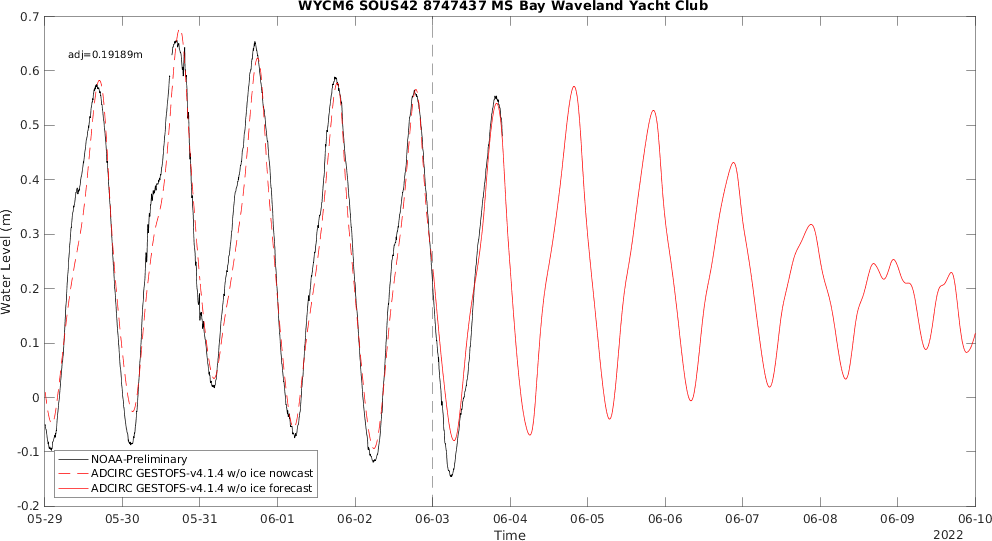 WYCM6 SOUS42 8747437 MS Bay Waveland Yacht Club
adj=0.19189m
Water Level (m)
0.7
0.6
0.5
0.4
0.3
0.2
0.1
0
-0.1
-0.2
NOAA-Preliminary
ADCIRC GESTOFS-v4.1.4 w/o ice nowcast
ADCIRC GESTOFS-v4.1.4 w/o ice forecast
05-29 05-30 05-31 06-01 06-02 06-03 06-04 06-05 06-06 06-07 06-08 06-09 06-10
Time
2022